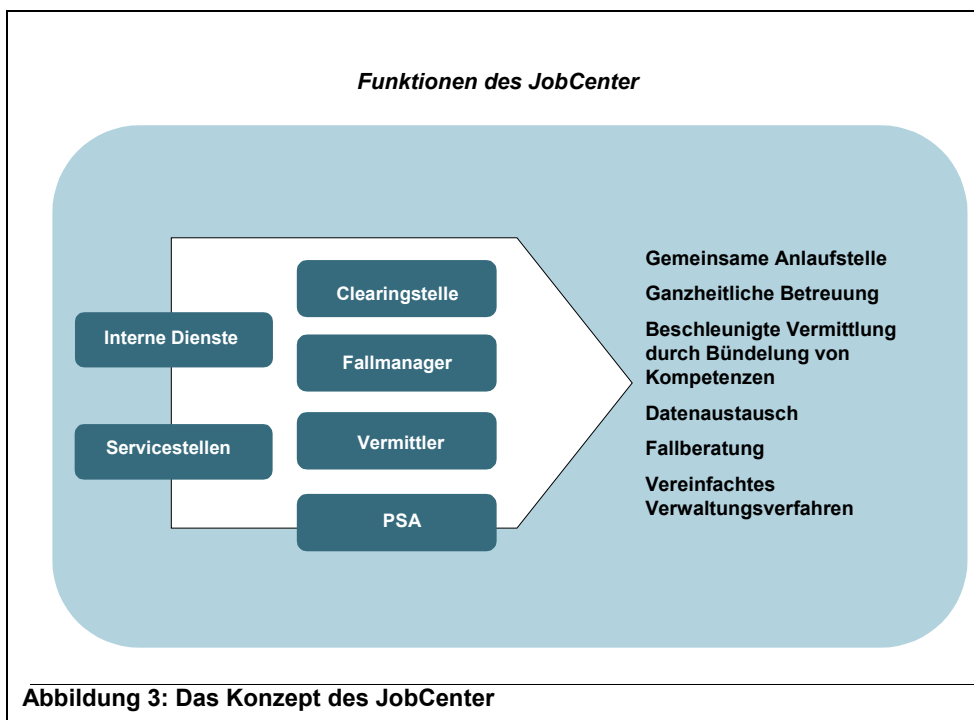 Funktionen des JobCenter
Interne Dienste
Servicestellen
Clearingstelle
Fallmanager
Vermittler
PSA
Gemeinsame Anlaufstelle
Ganzheitliche Betreuung
Beschleunigte Vermittlung
durch Bündelung von
Kompetenzen
Datenaustausch
Fallberatung
Vereinfachtes
Verwaltungsverfahren
Abbildung 3: Das Konzept des JobCenter